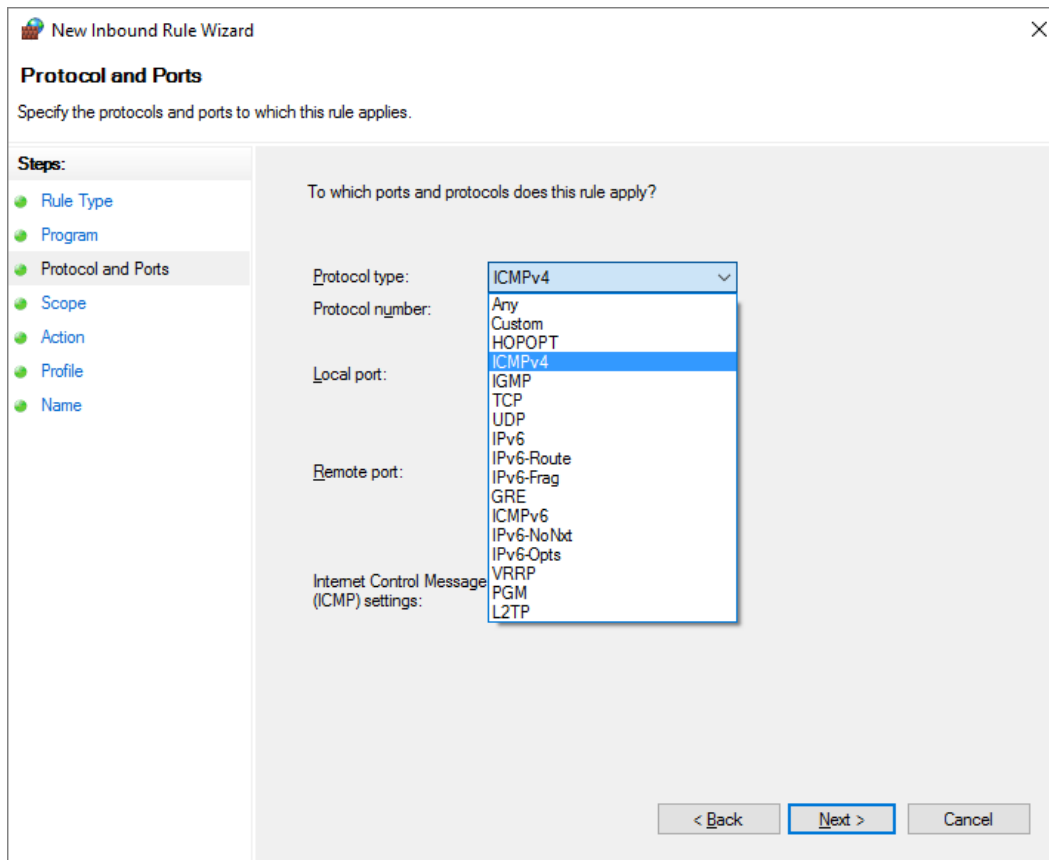 New Inbound Rule Wizard
Protocol and Ports
Specify the protocols and ports to which this rule applies.
Steps:
Rule Type
Program
Protocol and Ports
Scope
Action
Profile
Name
To which ports and protocols does this rule apply?
Protocol type: ICMPv4
Protocol number:
Local port:
Remote port:
Internet Control Message
(ICMP) settings:
Any
Custom
HOPOPT
ICMPv4
IGMP
TCP
UDP
IPv6
IPv6-Route
IPv6-Frag
GRE
ICMPv6
IPv6-NoNxt
IPv6-Opts
VRRP
PGM
L2TP
< Back Next > Cancel